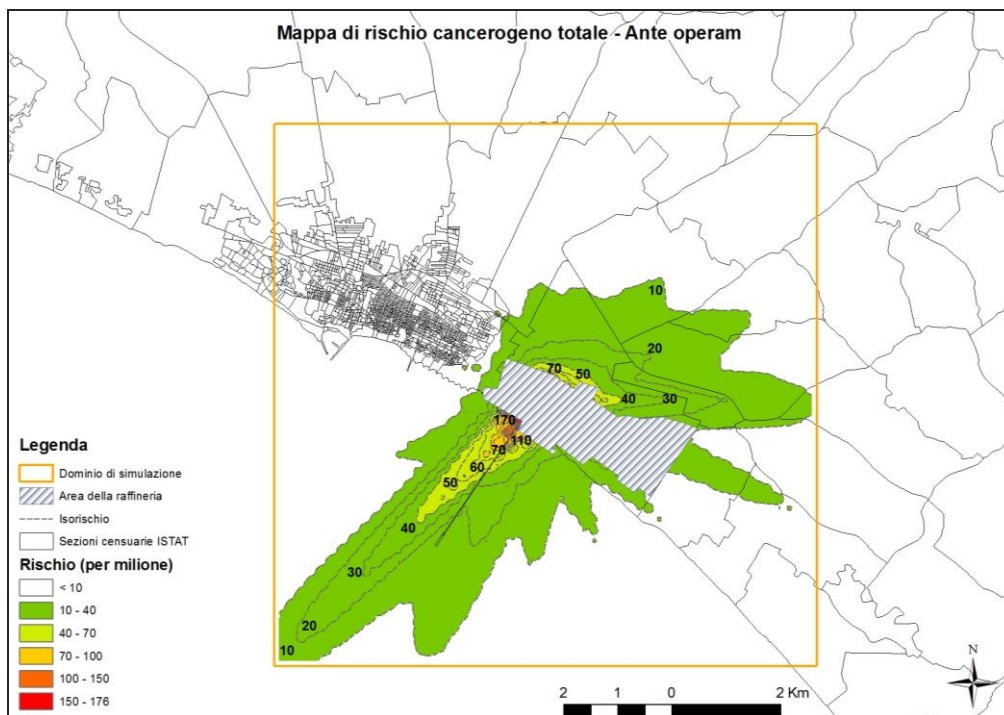 Mappa di rischio cancerogeno totale - Ante operam
10
20
70
50
40
30
170
110
70
60
50
40
30
20
10
Legenda
Dominio di simulazione
Area della raffineria
Isorischio
Sezioni censuarie ISTAT
Rischio (per milione)
< 10
10 - 40
40 - 70
70 - 100
100 - 150
150 - 176
N
2 1 0 2 Km